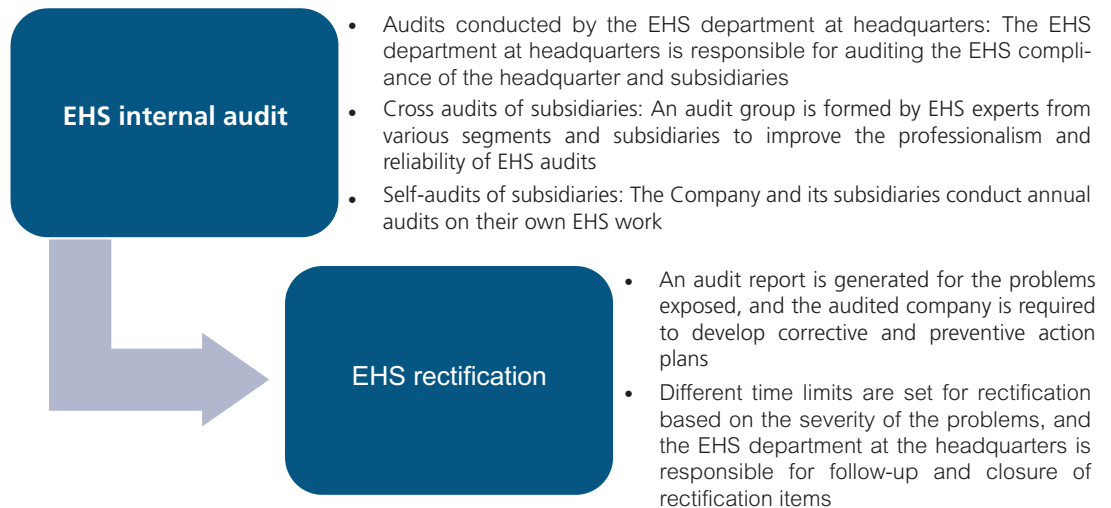 EHS internal audit
• Audits conducted by the EHS department at headquarters: The EHS
department at headquarters is responsible for auditing the EHS compli-
ance of the headquarter and subsidiaries
• Cross audits of subsidiaries: An audit group is formed by EHS experts from
various segments and subsidiaries to improve the professionalism and
reliability of EHS audits
• Self-audits of subsidiaries: The Company and its subsidiaries conduct annual
audits on their own EHS work
EHS rectification
• An audit report is generated for the problems
exposed, and the audited company is required
to develop corrective and preventive action
plans
• Different time limits are set for rectification
based on the severity of the problems, and
the EHS department at the headquarters is
responsible for follow-up and closure of
rectification items